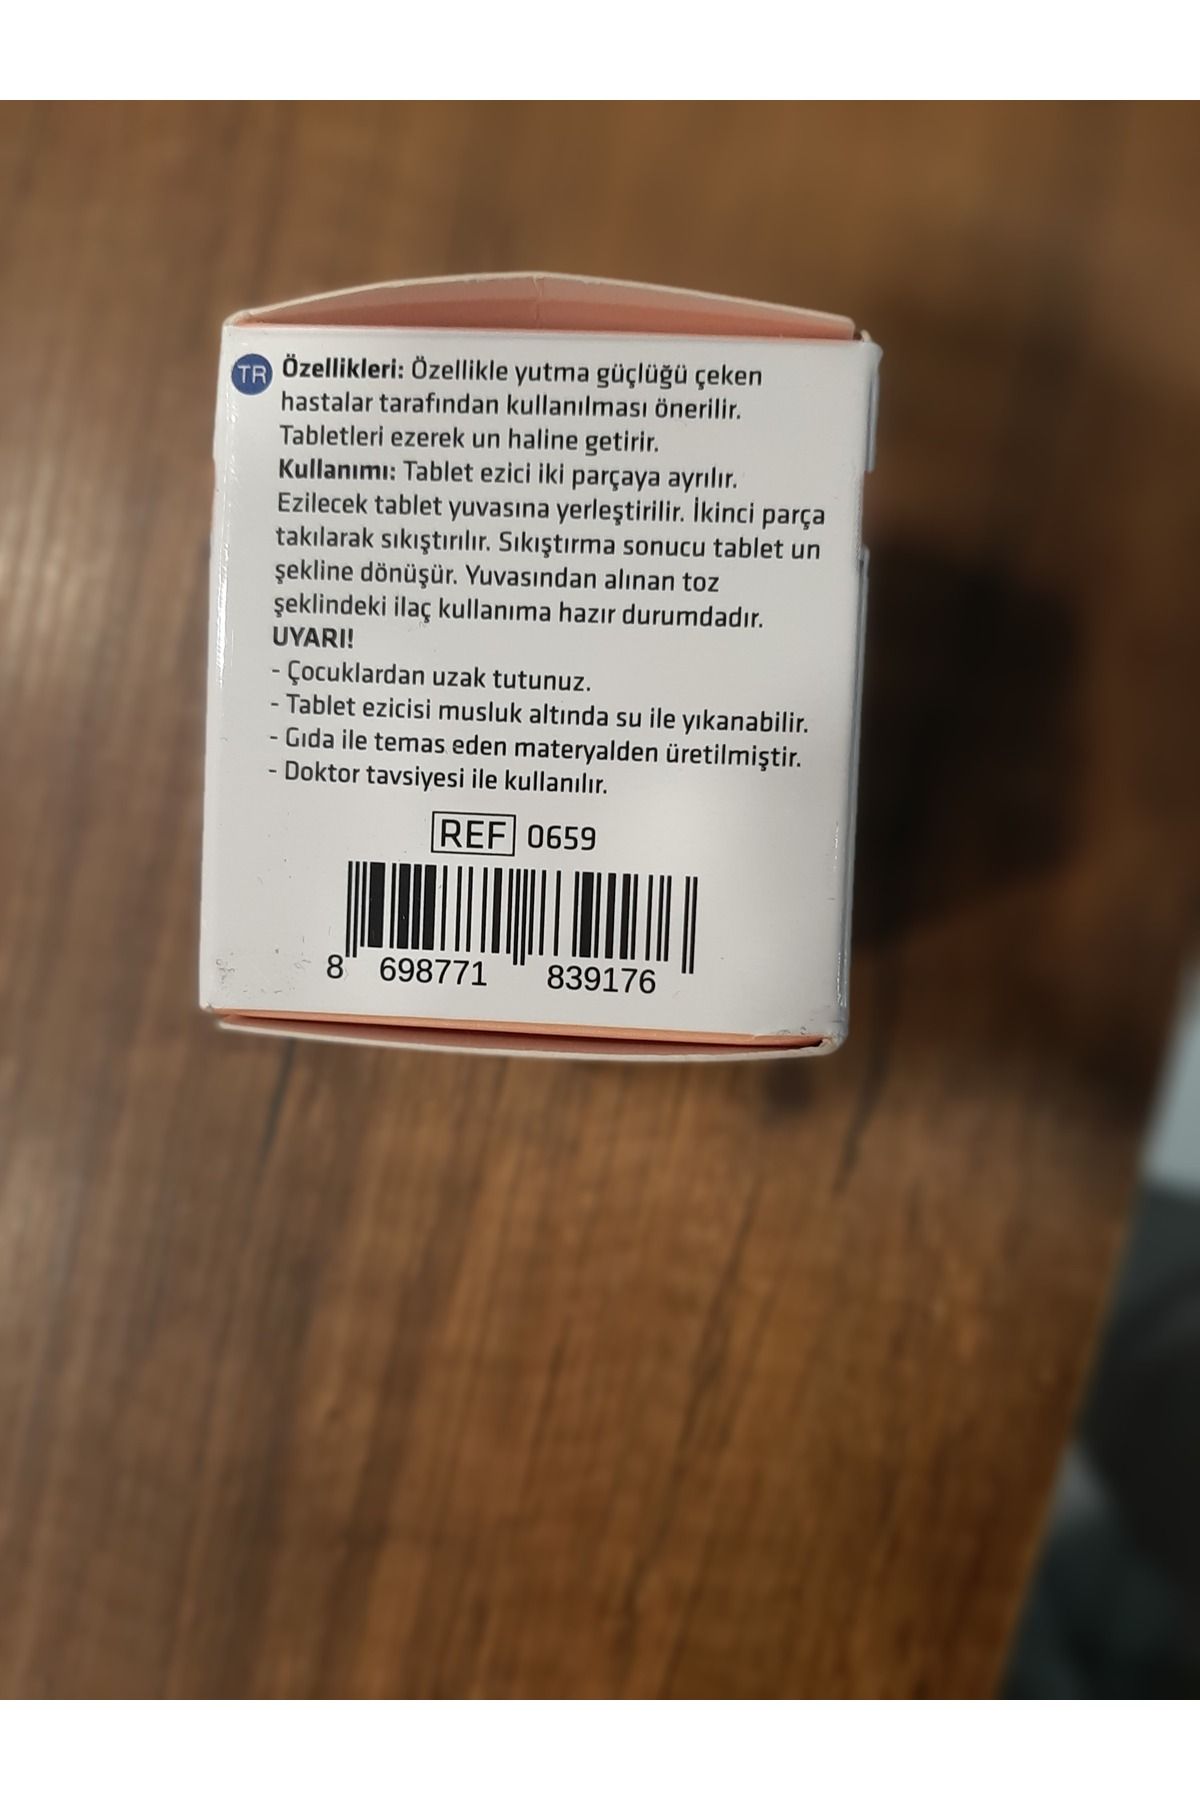 TR Özellikleri: Özellikle yutma güçlüğü çeken
hastalar tarafından kullanılması önerilir.
Tabletleri ezerek un haline getirir.
Kullanımı: Tablet ezici iki parçaya ayrılır.
Ezilecek tablet yuvasına yerleştirilir. İkinci parça
takılarak sıkıştırılır. Sıkıştırma sonucu tablet un
şekline dönüşür. Yuvasından alınan toz
şeklindeki ilaç kullanıma hazır durumdadır.
UYARI!
- Çocuklardan uzak tutunuz.
- Tablet ezicisi musluk altında su ile yıkanabilir.
- Gıda ile temas eden materyalden üretilmiştir.
- Doktor tavsiyesi ile kullanılır.
REF 0659
8 698771 839176